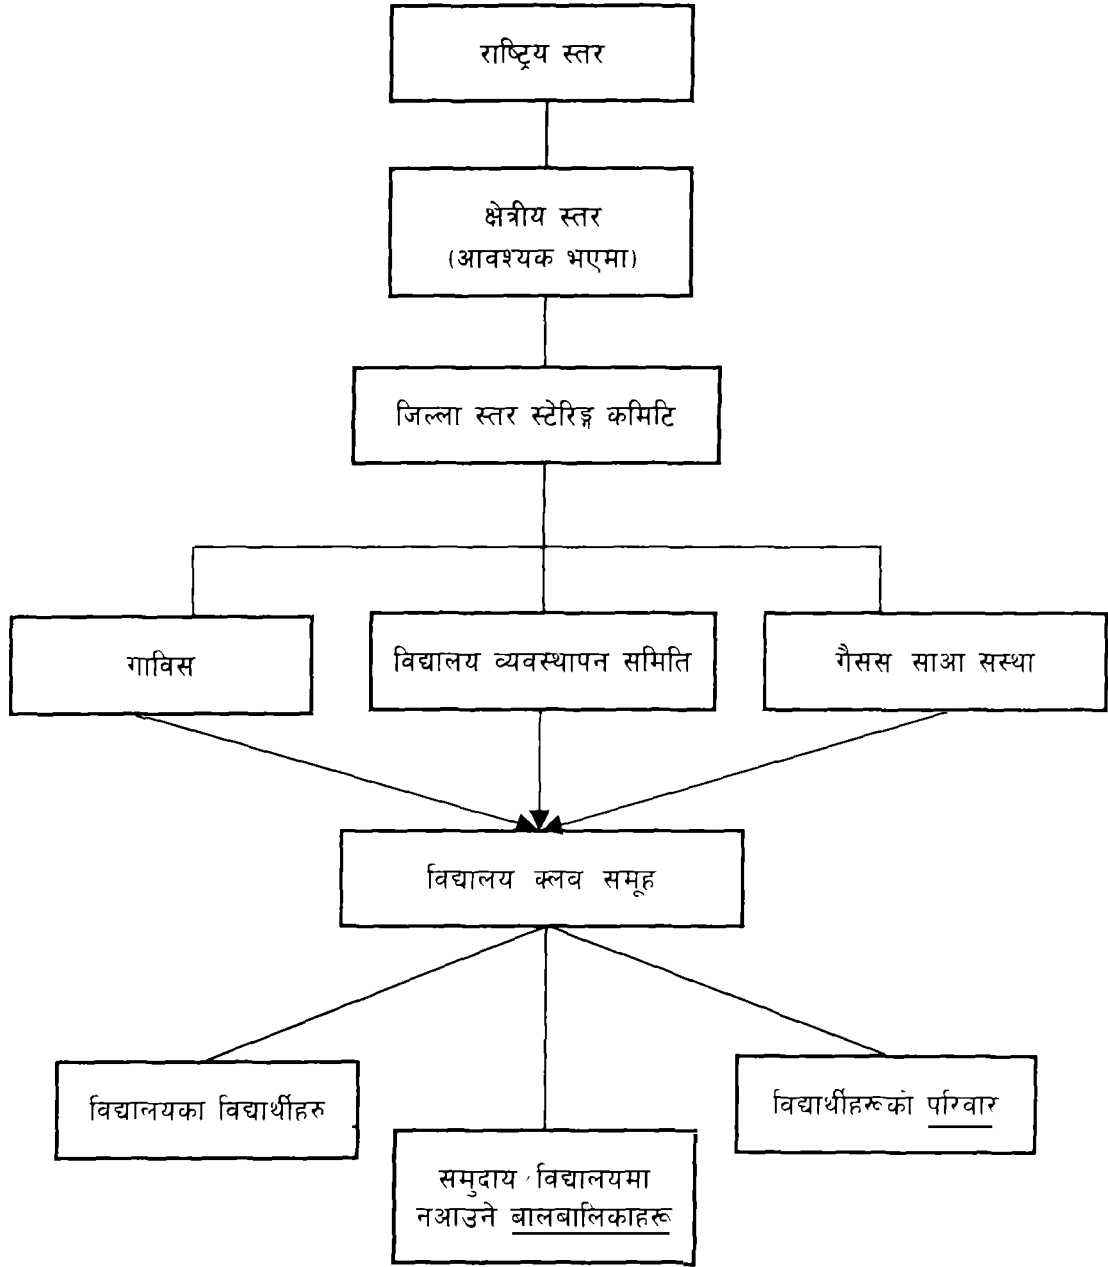 राष्ट्रिय स्तर
क्षेत्रीय स्तर
(आवश्यक भएमा)
जिल्ला स्तर स्टेरिङ्ग कमिटि
गाविस
विद्यालय व्यवस्थापन समिति
गैसस साआ सस्था
विद्यालय क्लव समूह
विद्यालयका विद्यार्थीहरु
विद्यार्थीहरूको परिवार
समुदाय विद्यालयमा
नआउने बालबालिकाहरू